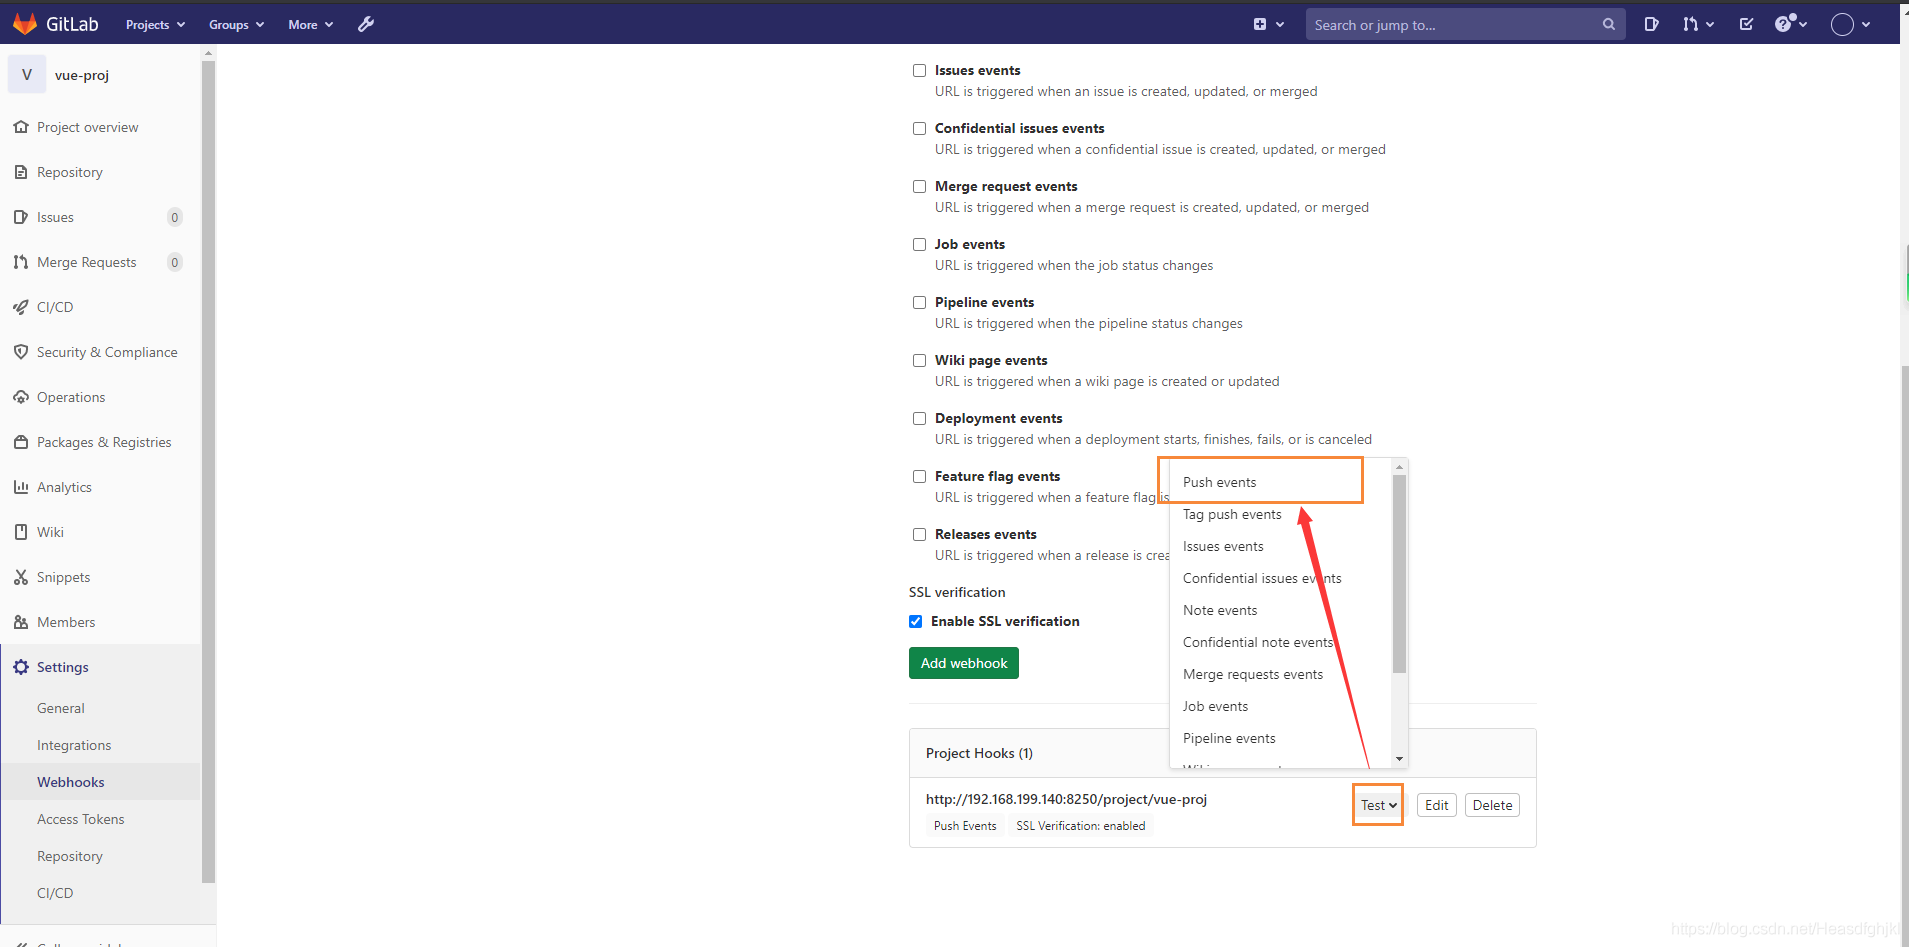 GitLab Projects Groups More Search or jump to...
V vue-proj
Project overview
Repository
Issues 0
Merge Requests 0
CI/CD
Security & Compliance
Operations
Packages & Registries
Analytics
Wiki
Snippets
Members
Settings
General
Integrations
Webhooks
Access Tokens
Repository
CI/CD
Issues events
URL is triggered when an issue is created, updated, or merged
Confidential issues events
URL is triggered when a confidential issue is created, updated, or merged
Merge request events
URL is triggered when a merge request is created, updated, or merged
Job events
URL is triggered when the job status changes
Pipeline events
URL is triggered when the pipeline status changes
Wiki page events
URL is triggered when a wiki page is created or updated
Deployment events
URL is triggered when a deployment starts, finishes, fails, or is canceled
Feature flag events
URL is triggered when a feature flag is
Releases events
URL is triggered when a release is crea
SSL verification
Enable SSL verification
Add webhook
Push events
Tag push events
Issues events
Confidential issues events
Note events
Confidential note events
Merge requests events
Job events
Pipeline events
Project Hooks (1)
http://192.168.199.140:8250/project/vue-proj
Push Events SSL Verification: enabled
Test Edit Delete
https://blog.csdn.net/Heasdfghjkl